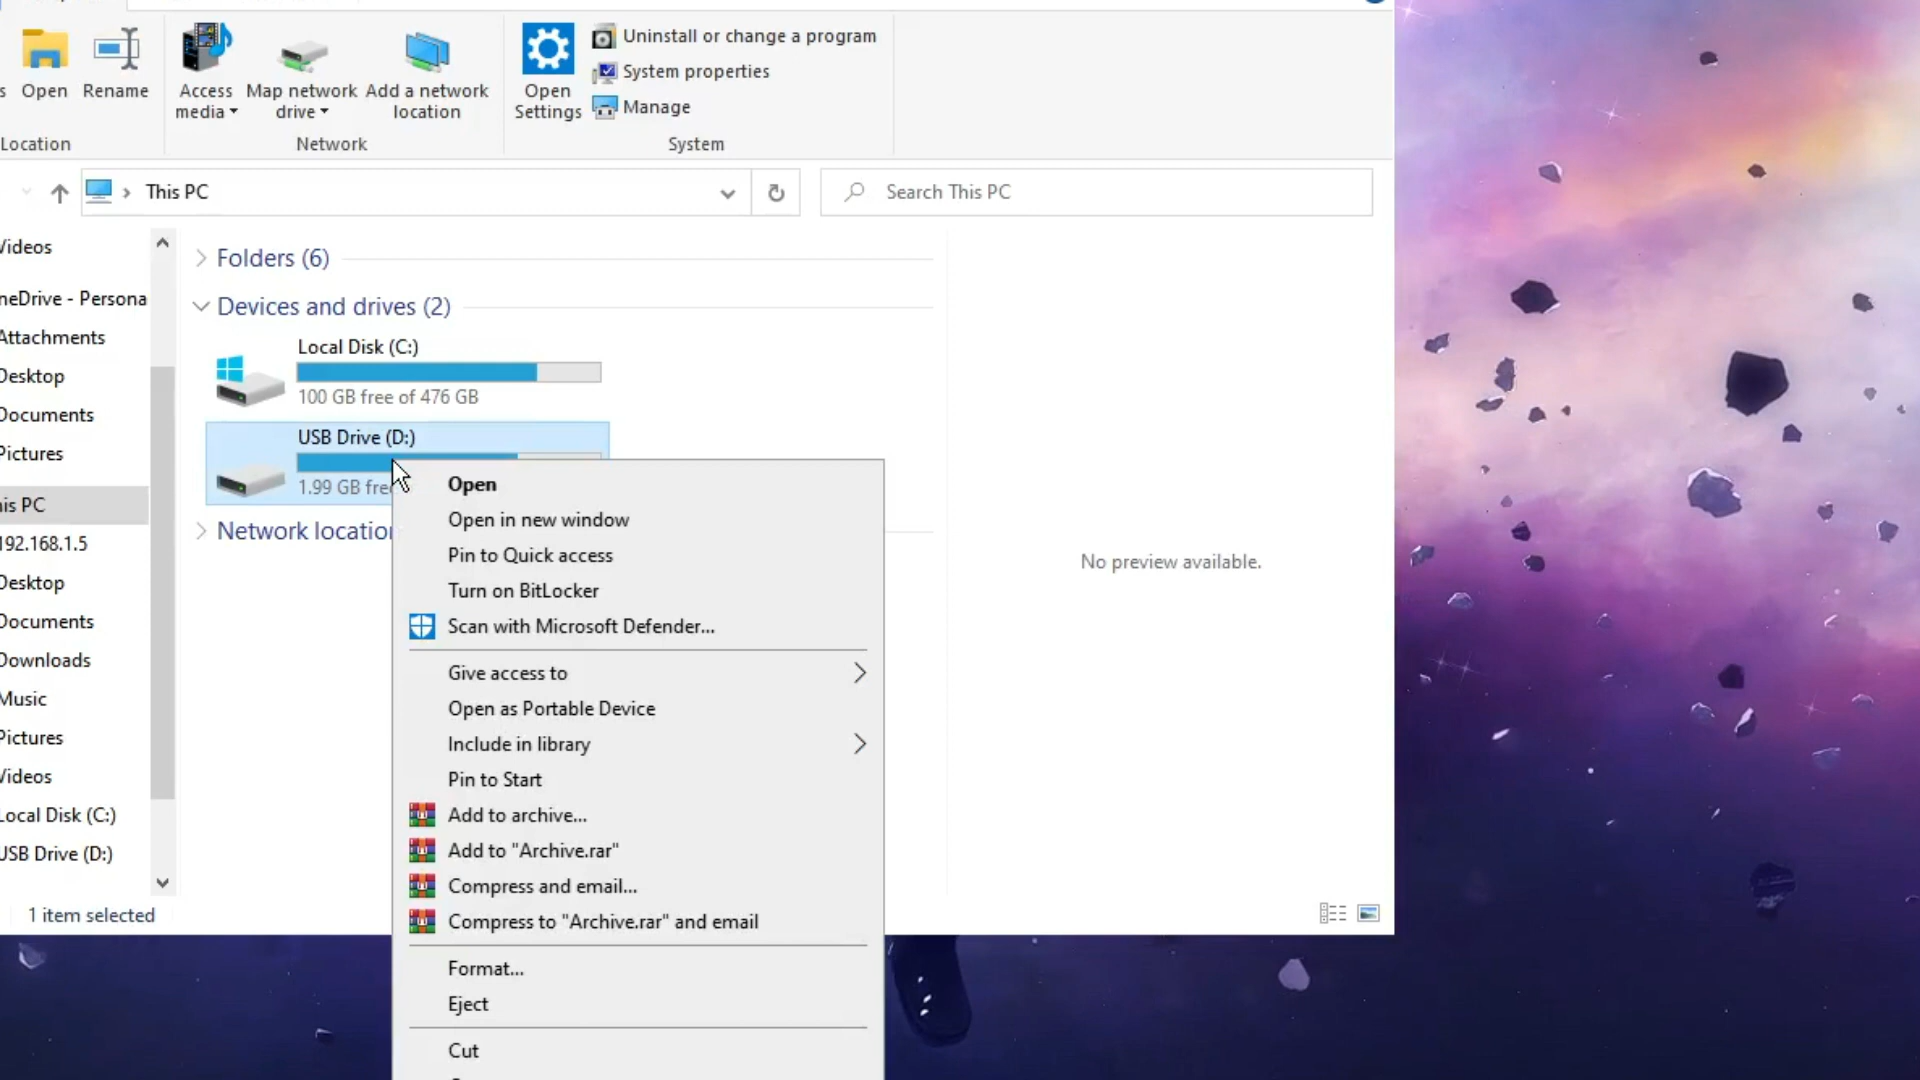 s
Open
Rename
Access
media
Map network
drive
Add a network
location
Open
Settings
Uninstall or change a program
System properties
Manage
Location
Network
System
This PC
Search This PC
Videos
neDrive - Persona
Attachments
Desktop
Documents
Pictures
his PC
192.168.1.5
Desktop
Documents
Downloads
Music
Pictures
Videos
Local Disk (C:)
USB Drive (D:)
1 item selected
Folders (6)
Devices and drives (2)
Local Disk (C:)
100 GB free of 476 GB
USB Drive (D:)
1.99 GB fre
Network locatio
Open
Open in new window
Pin to Quick access
Turn on BitLocker
Scan with Microsoft Defender...
Give access to
Open as Portable Device
Include in library
Pin to Start
Add to archive...
Add to "Archive.rar"
Compress and email...
Compress to "Archive.rar" and email
Format...
Eject
Cut
No preview available.